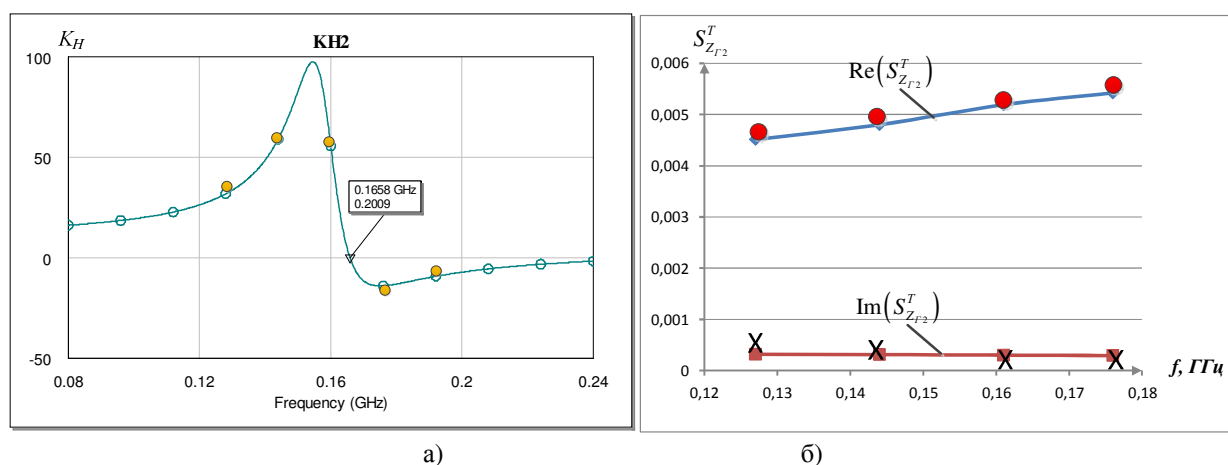 K_H
KH2
100
50
0
-50
0.1658 GHz
0.2009
0.08
0.12
0.16
0.2
0.24
Frequency (GHz)
а)
S^T_{Z_{Г2}}
0,006
0,005
0,004
0,003
0,002
0,001
0
Re(S^T_{Z_{Г2}})
Im(S^T_{Z_{Г2}})
0,12
0,13
0,14
0,15
0,16
0,17
0,18
f, ГГц
б)